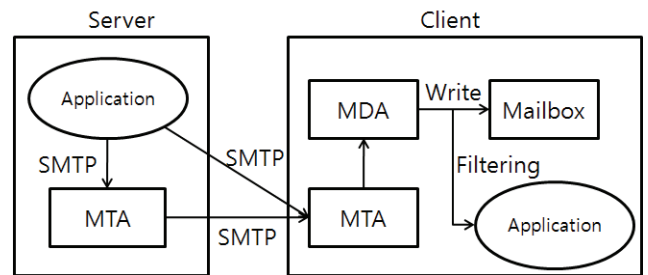 Server
Client
Application
SMTP
MTA
SMTP
SMTP
MDA
Write
Mailbox
Filtering
MTA
Application